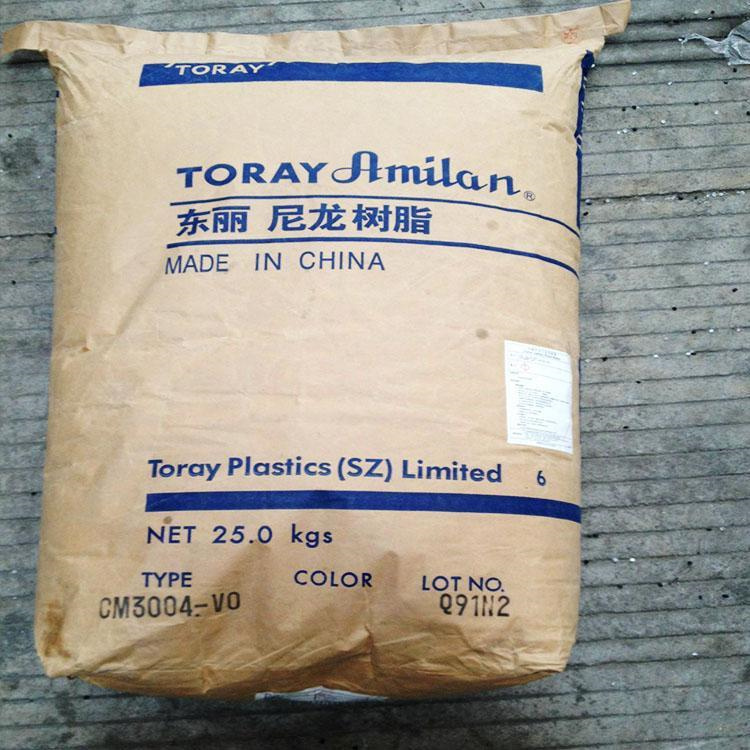 TORAY
TORAY Amilan®
东丽 尼龙树脂
MADE IN CHINA
Toray Plastics (SZ) Limited 6
NET 25.0 kgs
TYPE COLOR LOT NO.
CM3004-V0 Q91N2